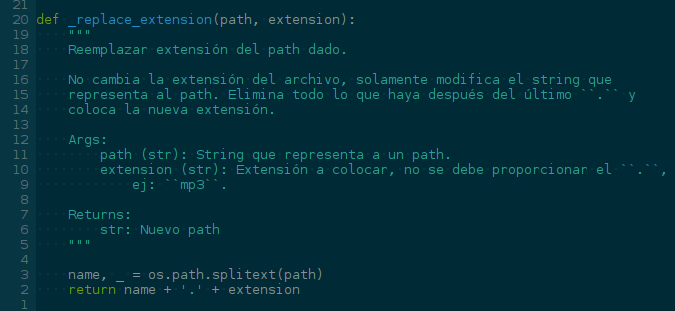 21
20 def _replace_extension(path, extension):
19     """
18     Reemplazar extensión del path dado.
17
16     No cambia la extensión del archivo, solamente modifica el string que
15     representa al path. Elimina todo lo que haya después del último ``.`` y
14     coloca la nueva extensión.
13
12     Args:
11         path (str): String que representa a un path.
10         extension (str): Extensión a colocar, no se debe proporcionar el ``.``,
9             ej: ``mp3``.
8
7     Returns:
6         str: Nuevo path
5     """
4
3     name, _ = os.path.splitext(path)
2     return name + '.' + extension
1